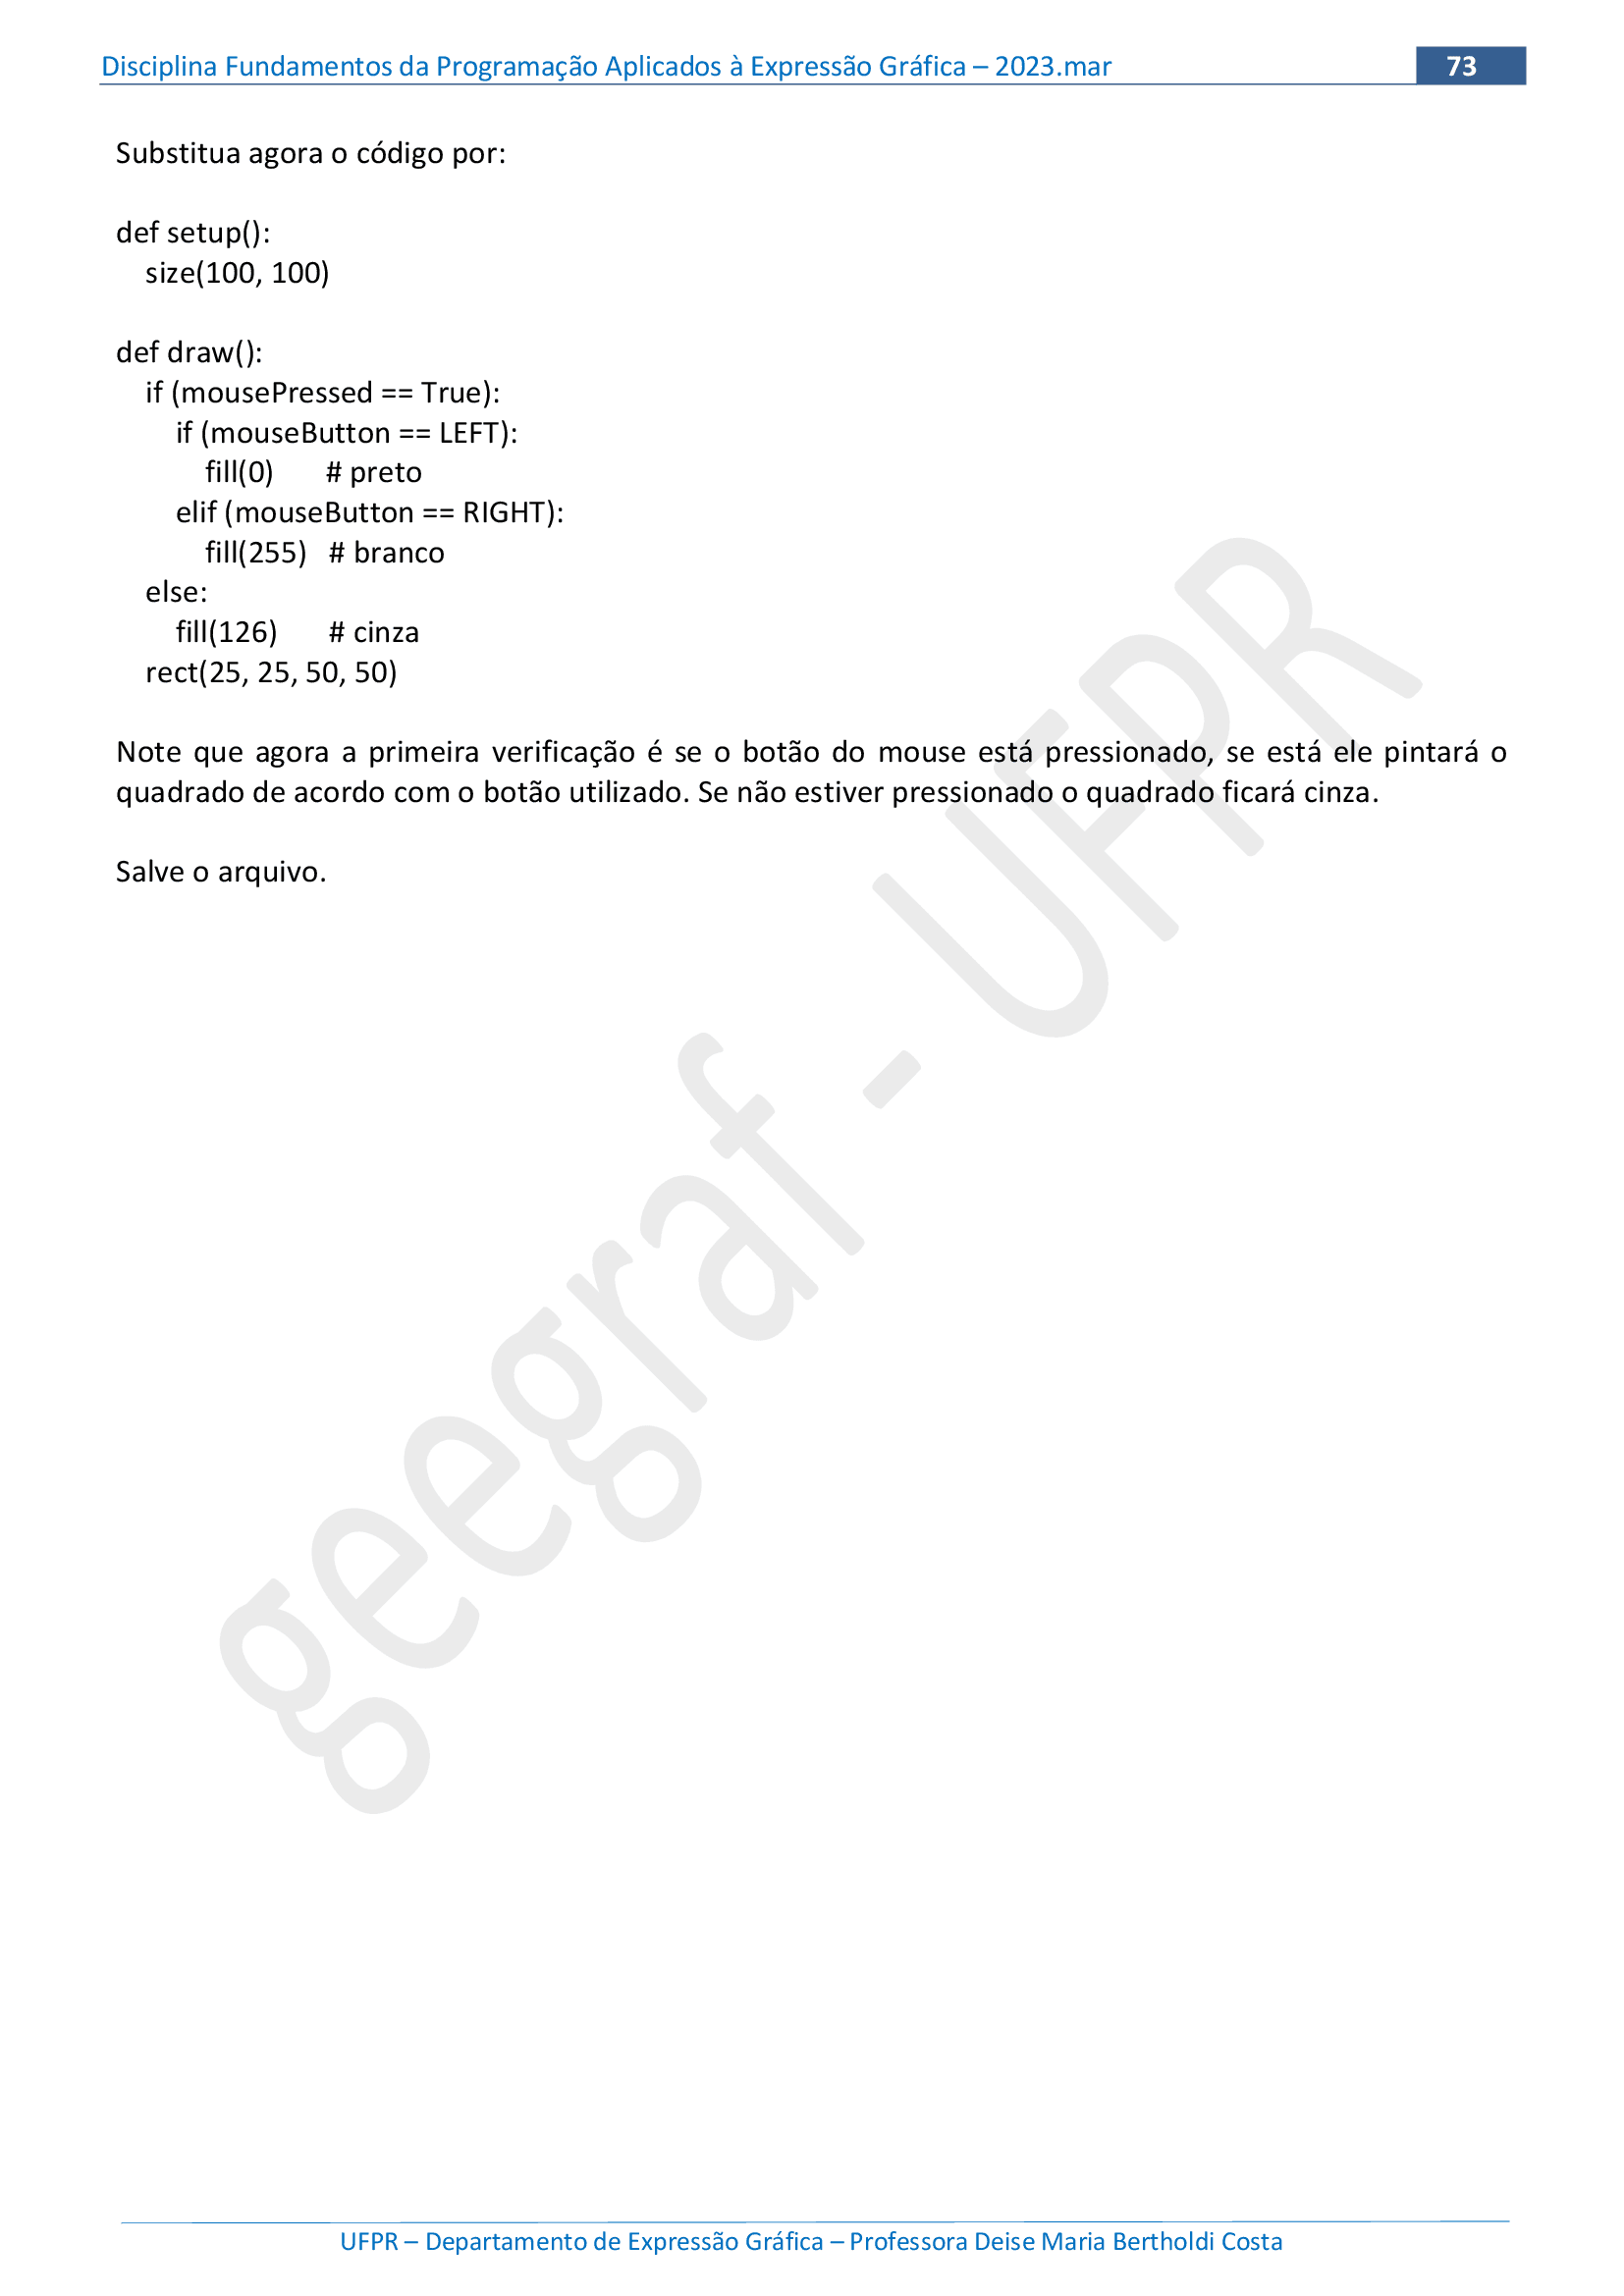 Disciplina Fundamentos da Programação Aplicados à Expressão Gráfica – 2023.mar 73
Substitua agora o código por:
def setup():
    size(100, 100)
def draw():
    if (mousePressed == True):
        if (mouseButton == LEFT):
            fill(0)       # preto
        elif (mouseButton == RIGHT):
            fill(255)   # branco
    else:
        fill(126)       # cinza
    rect(25, 25, 50, 50)
Note que agora a primeira verificação é se o botão do mouse está pressionado, se está ele pintará o
quadrado de acordo com o botão utilizado. Se não estiver pressionado o quadrado ficará cinza.
Salve o arquivo.
geegraf - UFPR
UFPR – Departamento de Expressão Gráfica – Professora Deise Maria Bertholdi Costa